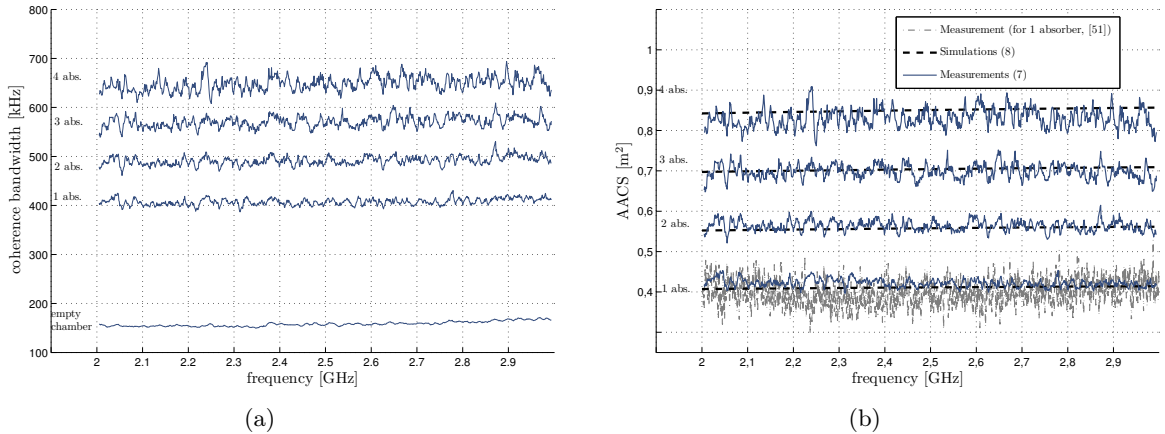 800
700
600
500
400
300
200
100
coherence bandwidth [kHz]
4 abs.
3 abs.
2 abs.
1 abs.
empty
chamber
2 2.1 2.2 2.3 2.4 2.5 2.6 2.7 2.8 2.9
frequency [GHz]
(a)
1
0,9
0,8
0,7
0,6
0,5
0,4
AACS [m²]
Measurement (for 1 absorber, [51])
Simulations (8)
Measurements (7)
4 abs.
3 abs.
2 abs.
1 abs.
2 2,1 2,2 2,3 2,4 2,5 2,6 2,7 2,8 2,9
frequency [GHz]
(b)